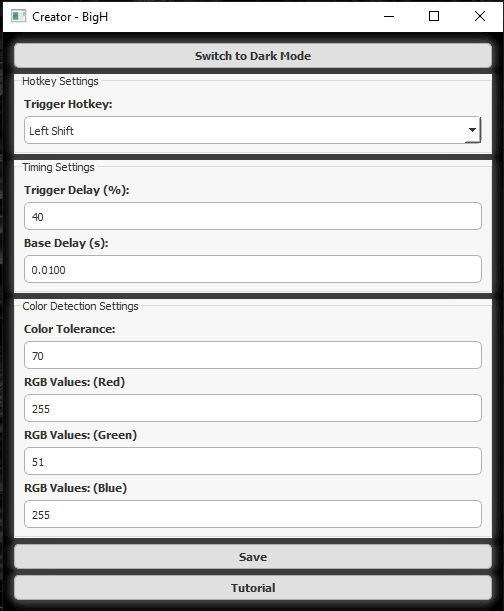 Creator - BigH
Switch to Dark Mode
Hotkey Settings
Trigger Hotkey:
Left Shift
Timing Settings
Trigger Delay (%):
40
Base Delay (s):
0.0100
Color Detection Settings
Color Tolerance:
70
RGB Values: (Red)
255
RGB Values: (Green)
51
RGB Values: (Blue)
255
Save
Tutorial